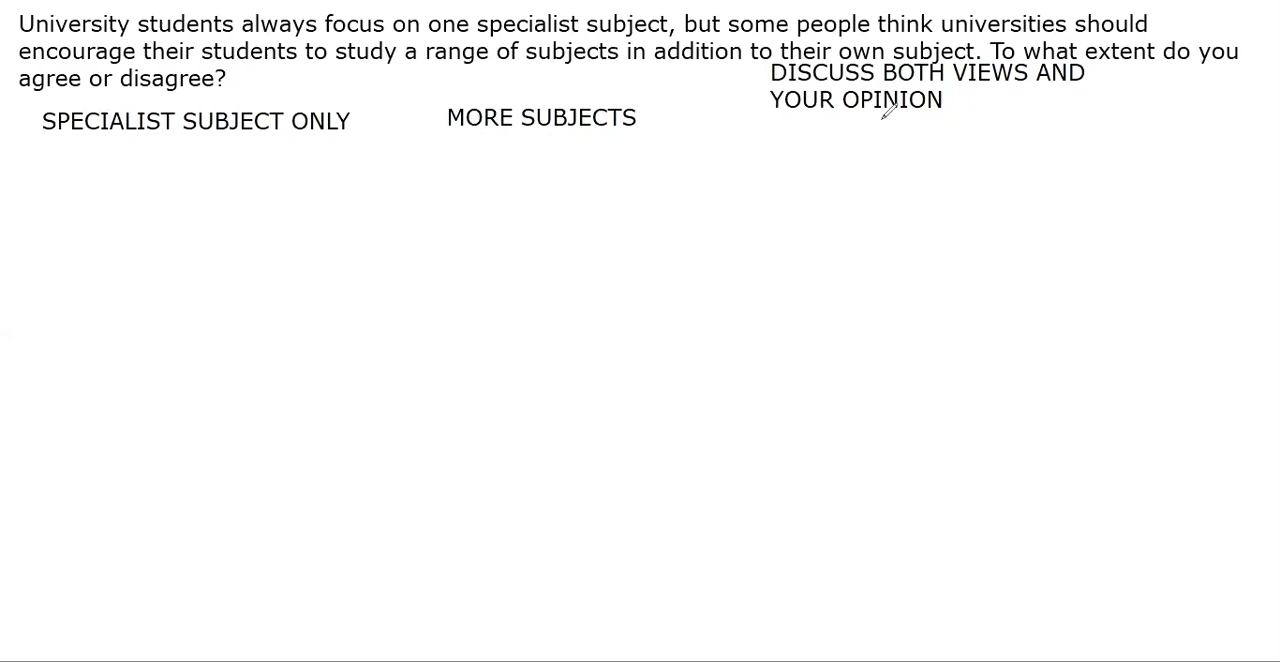 University students always focus on one specialist subject, but some people think universities should
encourage their students to study a range of subjects in addition to their own subject. To what extent do you
agree or disagree?
DISCUSS BOTH VIEWS AND
YOUR OPINION
SPECIALIST SUBJECT ONLY
MORE SUBJECTS